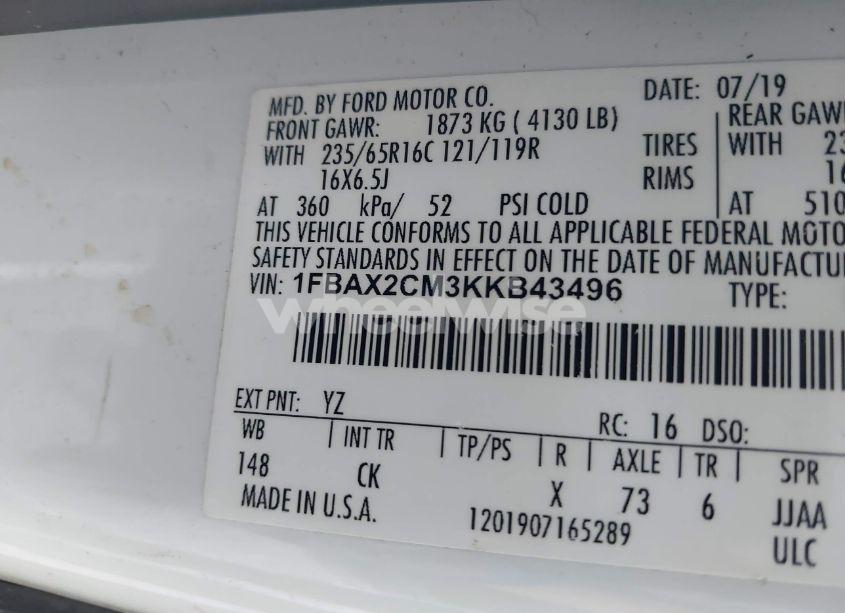 MFD. BY FORD MOTOR CO. DATE: 07/19
FRONT GAWR: 1873 KG ( 4130 LB) REAR GAW
WITH 235/65R16C 121/119R TIRES WITH 23
16X6.5J RIMS 16
AT 360 kPa/ 52 PSI COLD AT 510
THIS VEHICLE CONFORMS TO ALL APPLICABLE FEDERAL MOTO
SAFETY STANDARDS IN EFFECT ON THE DATE OF MANUFACTU
VIN: 1FBAX2CM3KKB43496 TYPE:
wheelwise
EXT PNT: YZ RC: 16 DSO:
WB INT TR TP/PS R AXLE TR SPR
148 CK X 73 6 JJAA
MADE IN U.S.A. 1201907165289 ULC